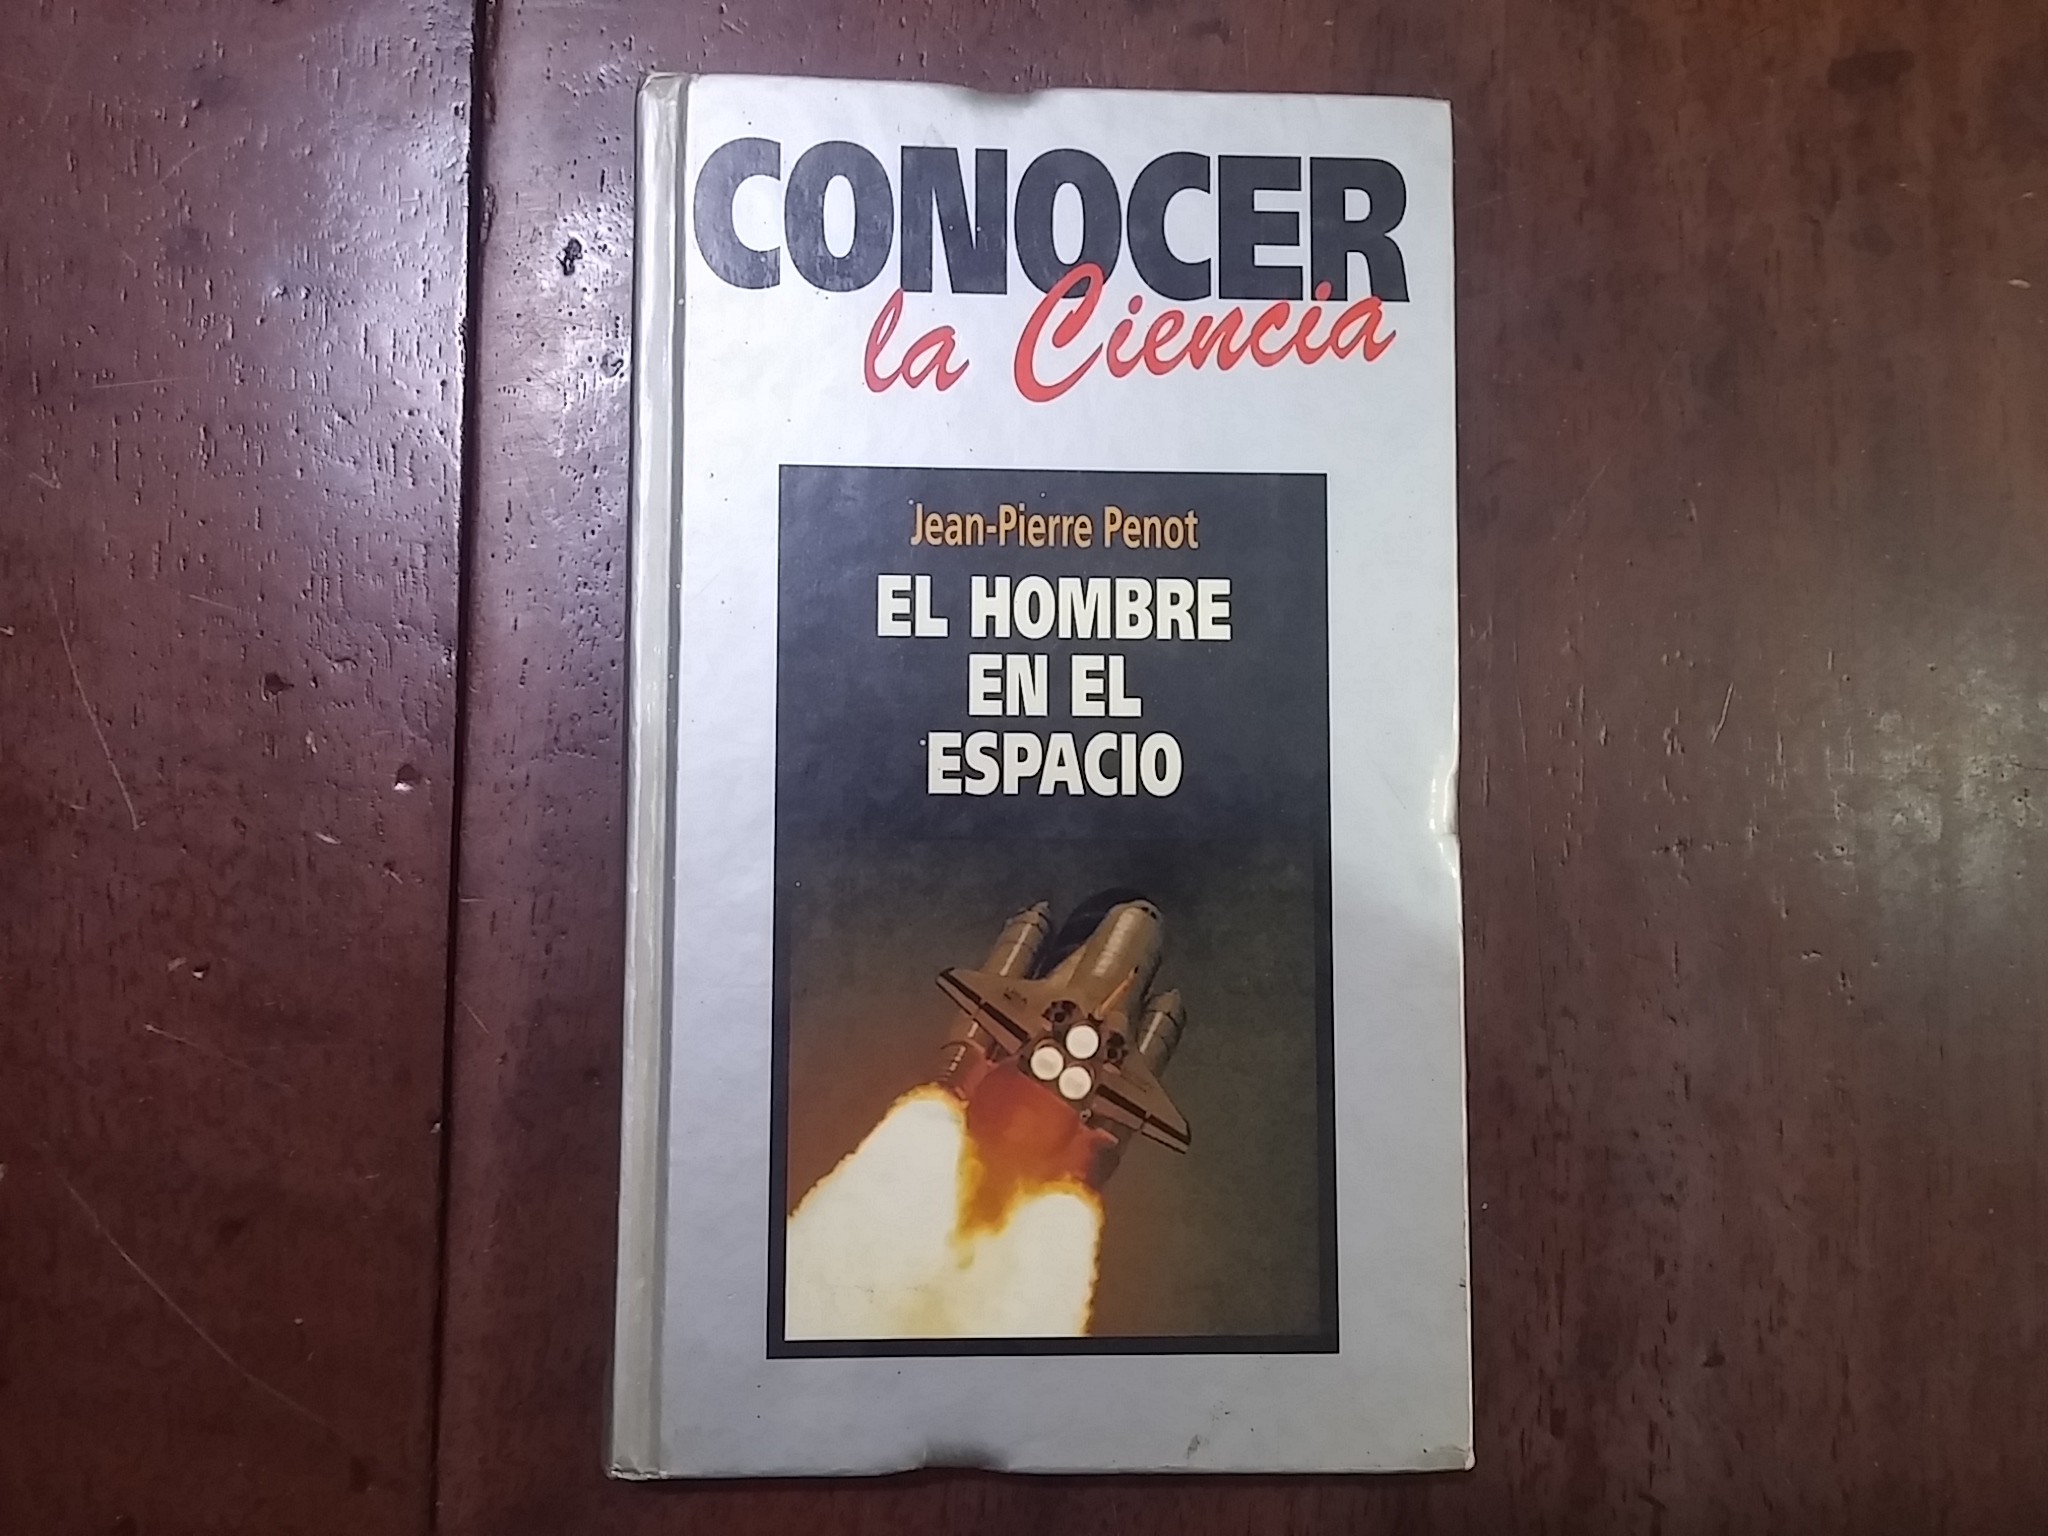 CONOCER
la Ciencia
Jean-Pierre Penot
EL HOMBRE
EN EL
ESPACIO